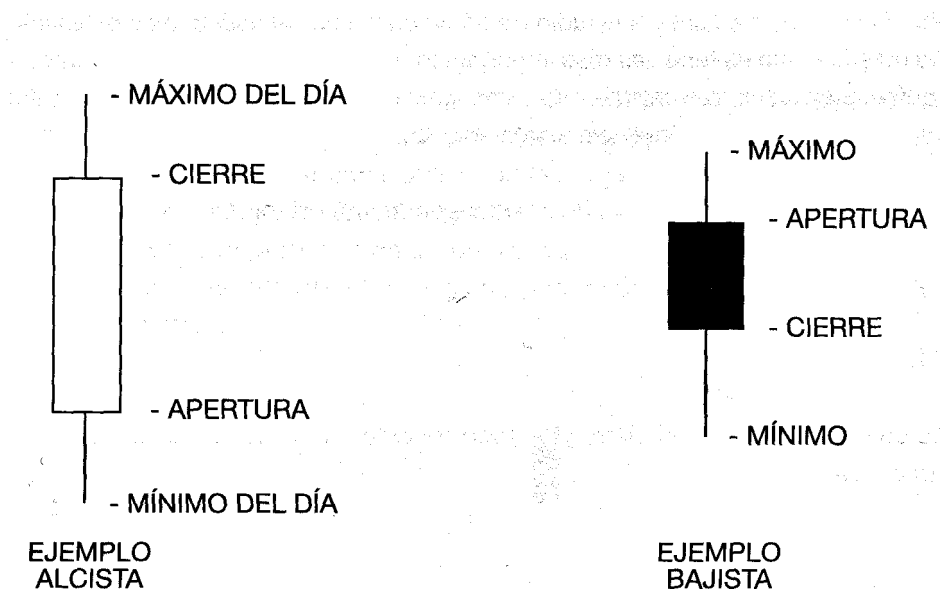 - MÁXIMO DEL DÍA
- CIERRE
- APERTURA
- MÍNIMO DEL DÍA
EJEMPLO
ALCISTA
- MÁXIMO
- APERTURA
- CIERRE
- MÍNIMO
EJEMPLO
BAJISTA